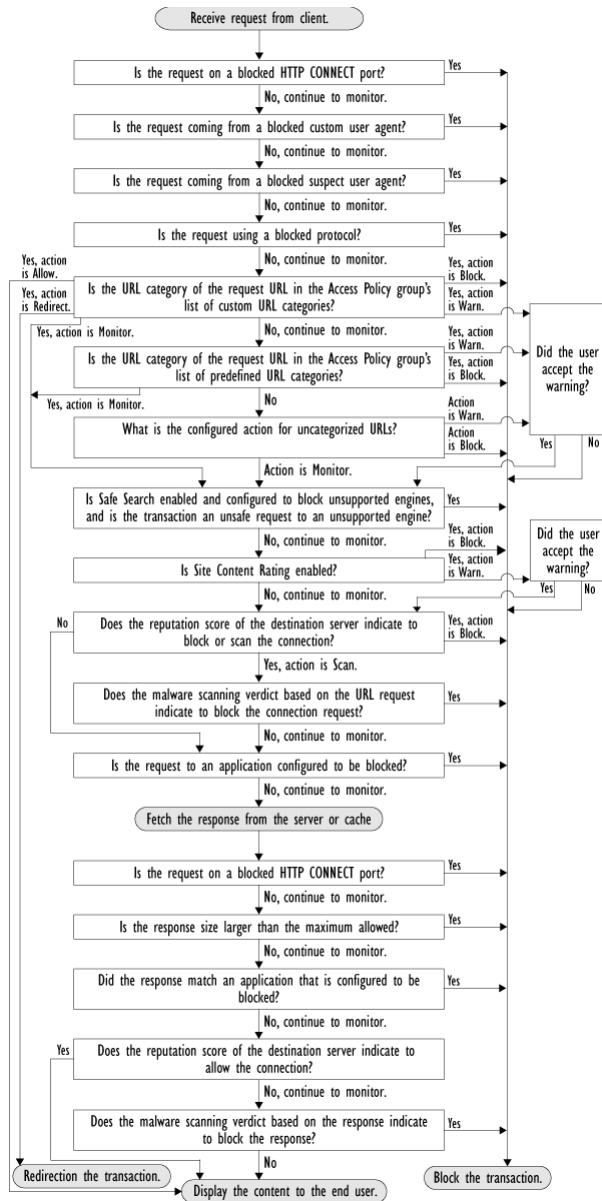 Receive request from client.
Is the request on a blocked HTTP CONNECT port?
Yes
No, continue to monitor.
Is the request coming from a blocked custom user agent?
Yes
No, continue to monitor.
Is the request coming from a blocked suspect user agent?
Yes
No, continue to monitor.
Is the request using a blocked protocol?
Yes
No, continue to monitor.
Yes, action
is Allow.
Yes, action
is Redirect.
Yes, action is Monitor.
Is the URL category of the request URL in the Access Policy group's
list of custom URL categories?
Yes, action
is Block.
Yes, action
is Warn.
No, continue to monitor.
Is the URL category of the request URL in the Access Policy group's
list of predefined URL categories?
Yes, action
is Warn.
Yes, action
is Block.
Did the user
accept the
warning?
Yes
No
Yes, action is Monitor.
No
What is the configured action for uncategorized URLs?
Action
is Warn.
Action
is Block.
Action is Monitor.
Is Safe Search enabled and configured to block unsupported engines,
and is the transaction an unsafe request to an unsupported engine?
Yes
No, continue to monitor.
Is Site Content Rating enabled?
Yes, action
is Block.
Yes, action
is Warn.
Did the user
accept the
warning?
Yes
No
No, continue to monitor.
No
Does the reputation score of the destination server indicate to
block or scan the connection?
Yes, action
is Block.
Yes, action is Scan.
Does the malware scanning verdict based on the URL request
indicate to block the connection request?
Yes
No, continue to monitor.
Is the request to an application configured to be blocked?
Yes
No, continue to monitor.
Fetch the response from the server or cache
Is the request on a blocked HTTP CONNECT port?
Yes
No, continue to monitor.
Is the response size larger than the maximum allowed?
Yes
No, continue to monitor.
Did the response match an application that is configured to be
blocked?
Yes
No, continue to monitor.
Yes
Does the reputation score of the destination server indicate to
allow the connection?
No, continue to monitor.
Does the malware scanning verdict based on the response indicate
to block the response?
Yes
No
Redirection the transaction.
Display the content to the end user.
Block the transaction.